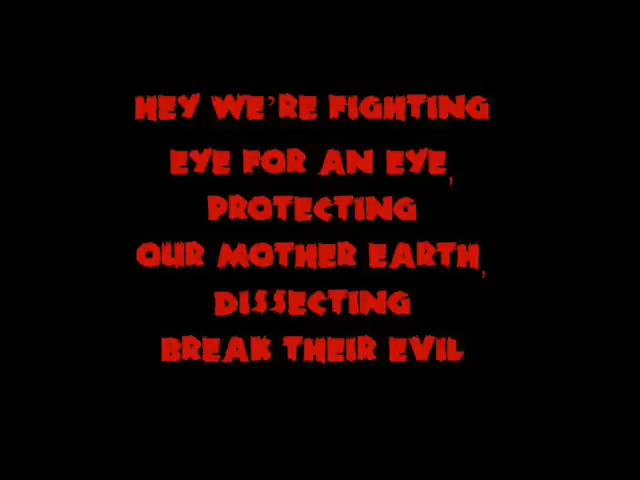 HEY WE'RE FIGHTING
EYE FOR AN EYE,
PROTECTING
OUR MOTHER EARTH,
DISSECTING
BREAK THEIR EVIL